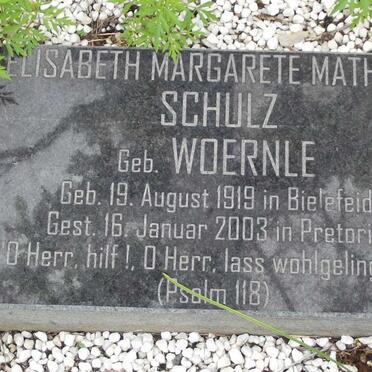 ELISABETH MARGARETE MATH
SCHULZ
Geb. WOERNLE
Geb. 19. August 1919 in Bielefeld
Gest. 16. Januar 2003 in Pretori
"O Herr, hilf!, O Herr, lass wohlgeling
(Psalm 118)